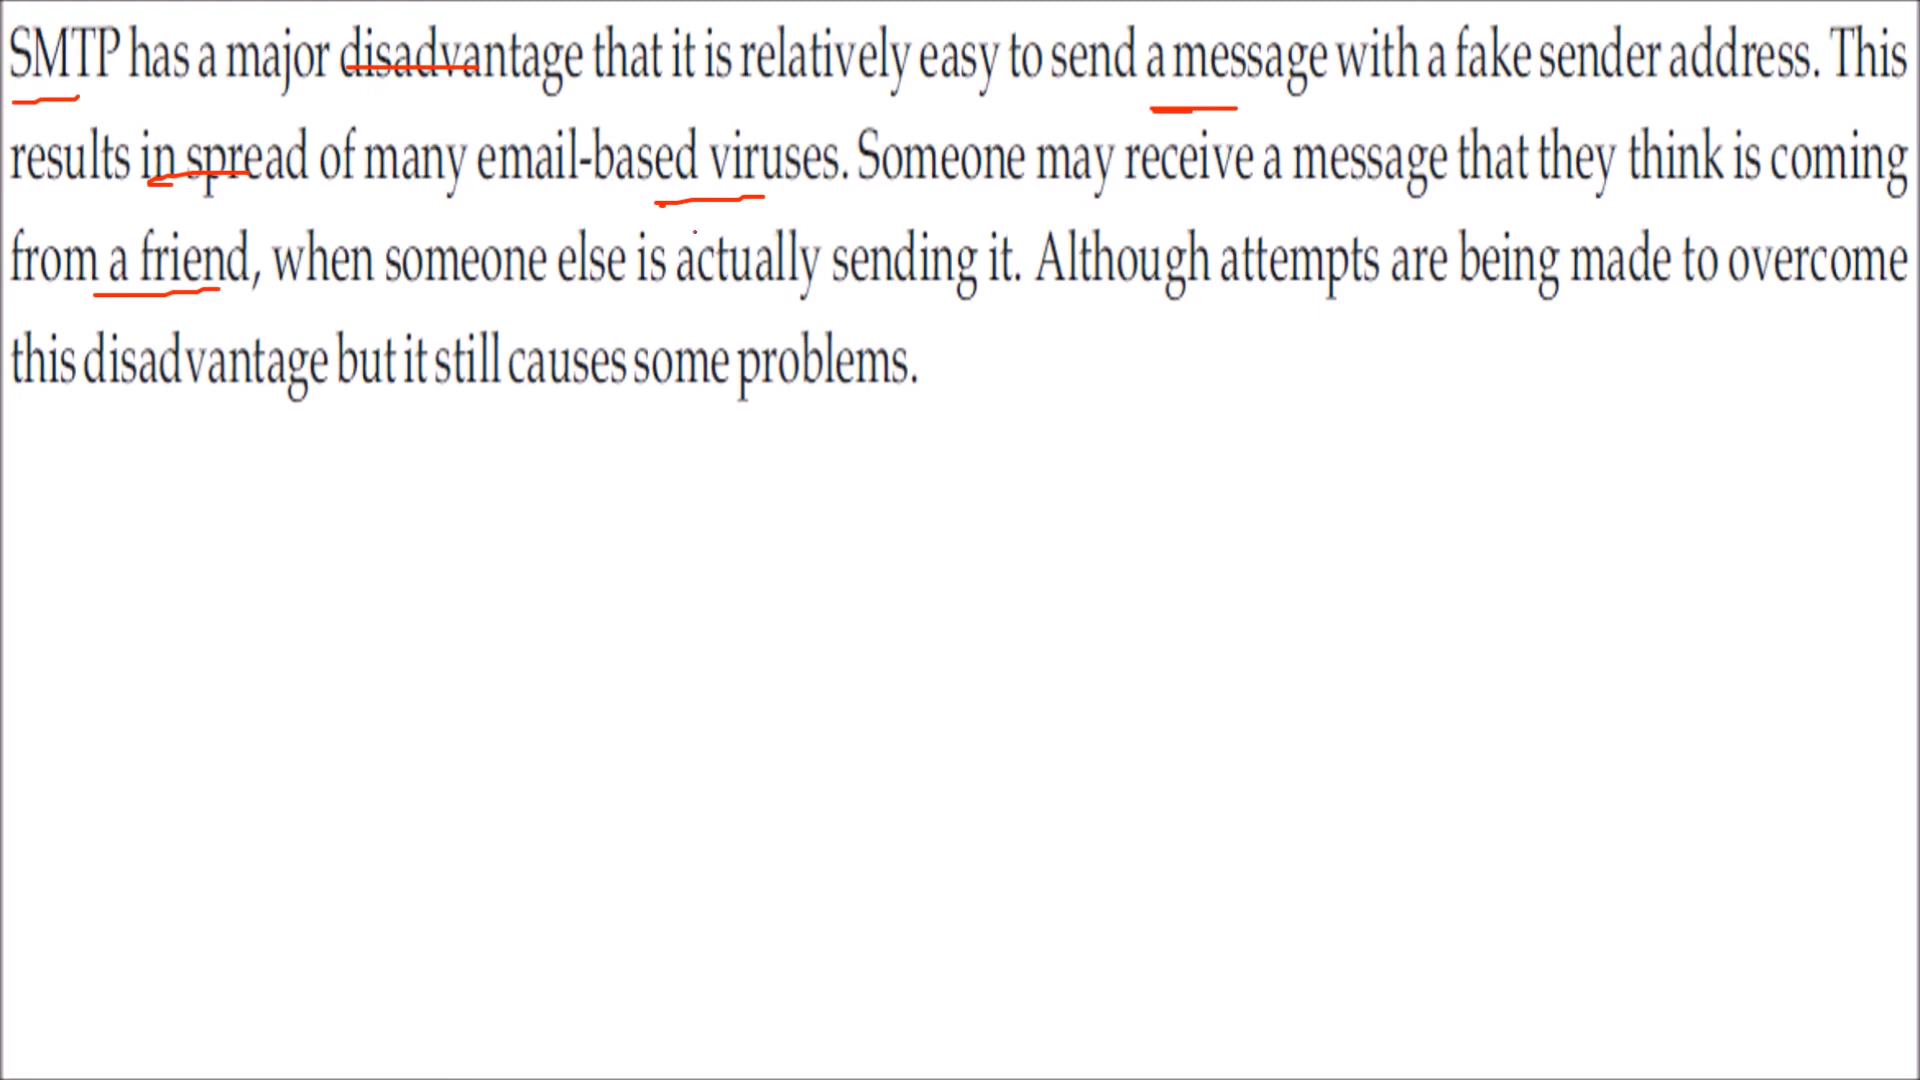 SMTP has a major disadvantage that it is relatively easy to send a message with a fake sender address. This
results in spread of many email-based viruses. Someone may receive a message that they think is coming
from a friend, when someone else is actually sending it. Although attempts are being made to overcome
this disadvantage but it still causes some problems.